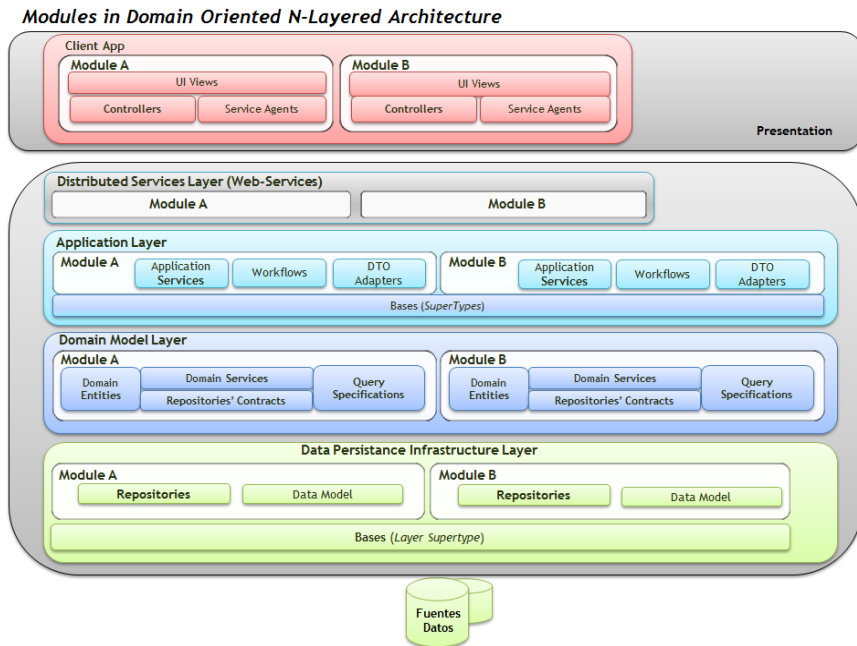 Modules in Domain Oriented N-Layered Architecture
Client App
Module A
UI Views
Controllers
Service Agents
Module B
UI Views
Controllers
Service Agents
Presentation
Distributed Services Layer (Web-Services)
Module A
Module B
Application Layer
Module A
Application
Services
Workflows
DTO
Adapters
Module B
Application
Services
Workflows
DTO
Adapters
Bases (SuperTypes)
Domain Model Layer
Module A
Domain
Entities
Domain Services
Repositories' Contracts
Query
Specifications
Module B
Domain
Entities
Domain Services
Repositories' Contracts
Query
Specifications
Data Persistance Infrastructure Layer
Module A
Repositories
Data Model
Module B
Repositories
Data Model
Bases (Layer Supertype)
Fuentes
Datos